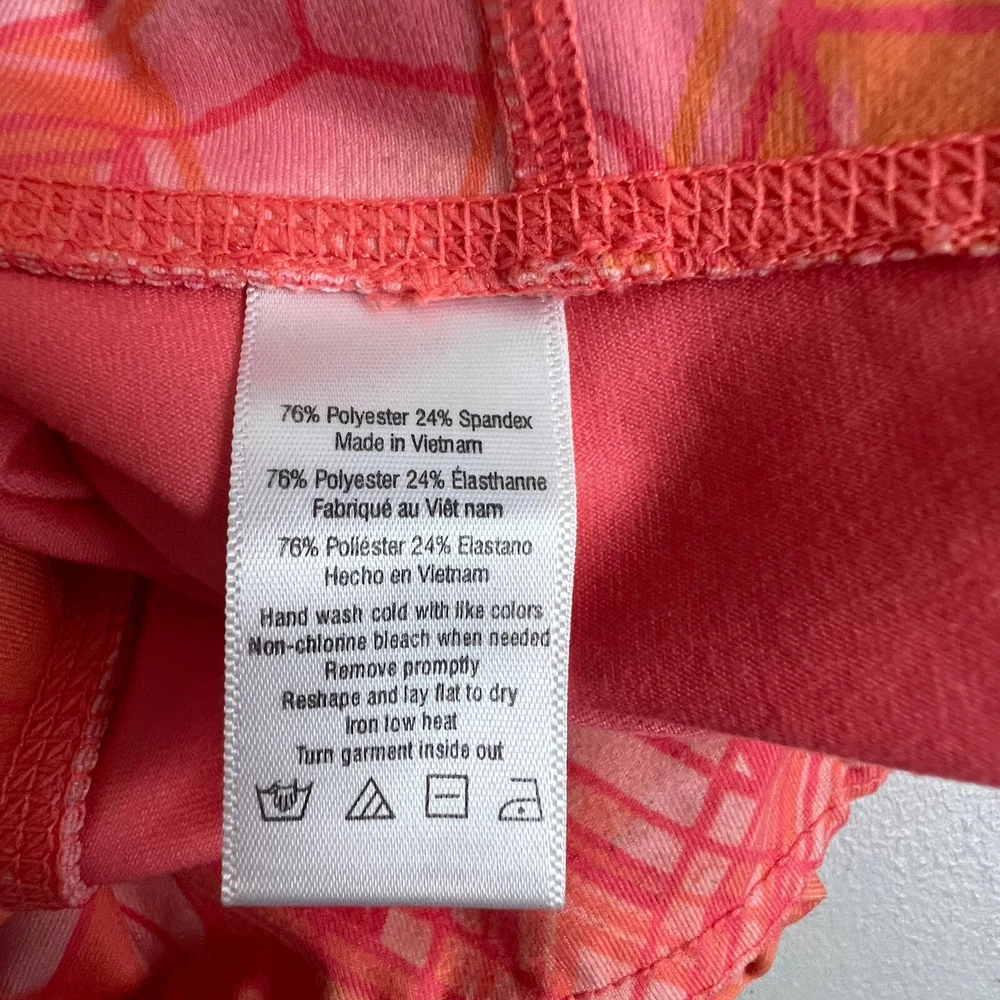 76% Polyester 24% Spandex
Made in Vietnam
76% Polyester 24% Élasthanne
Fabriqué au Viêt nam
76% Poliéster 24% Elastano
Hecho en Vietnam
Hand wash cold with like colors
Non-chlorine bleach when needed
Remove promptly
Reshape and lay flat to dry
Iron low heat
Turn garment inside out